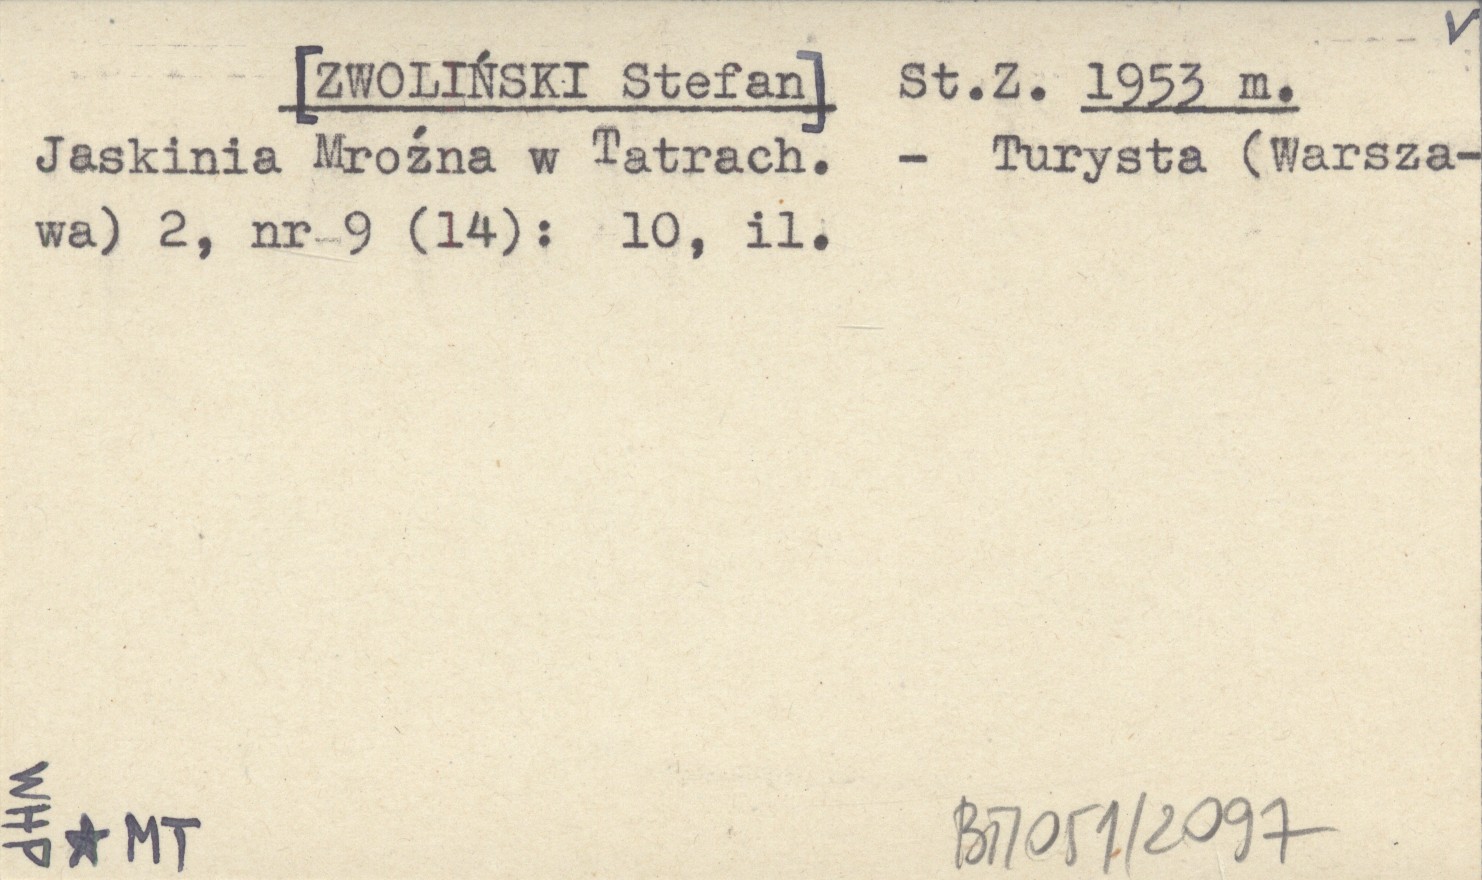 [ZWOLIŃSKI Stefan] St.Z. 1953 m.
Jaskinia Mroźna w Tatrach. - Turysta (Warsza-
wa) 2, nr 9 (14): 10, il.
WHP
★ MT
051/2097